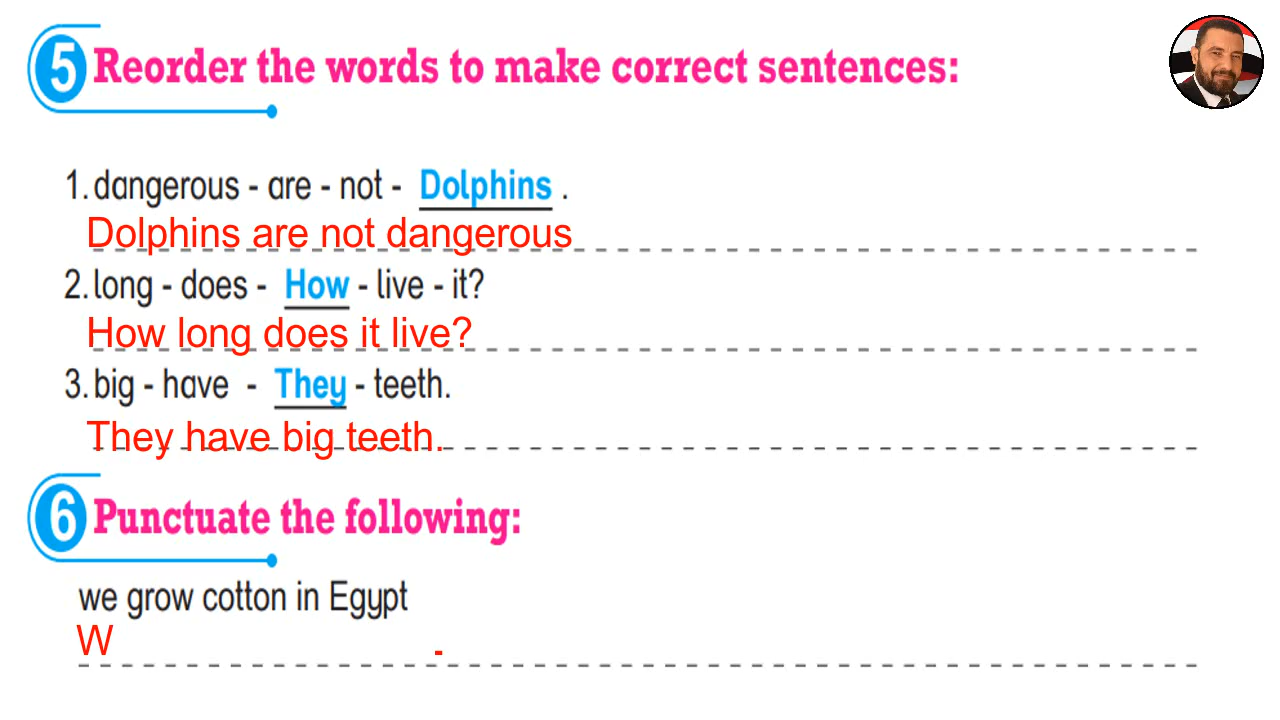 5 Reorder the words to make correct sentences:
1. dangerous - are - not - Dolphins .
Dolphins are not dangerous
2. long - does - How - live - it?
How long does it live?
3. big - have - They - teeth.
They have big teeth.
6 Punctuate the following:
we grow cotton in Egypt
W -